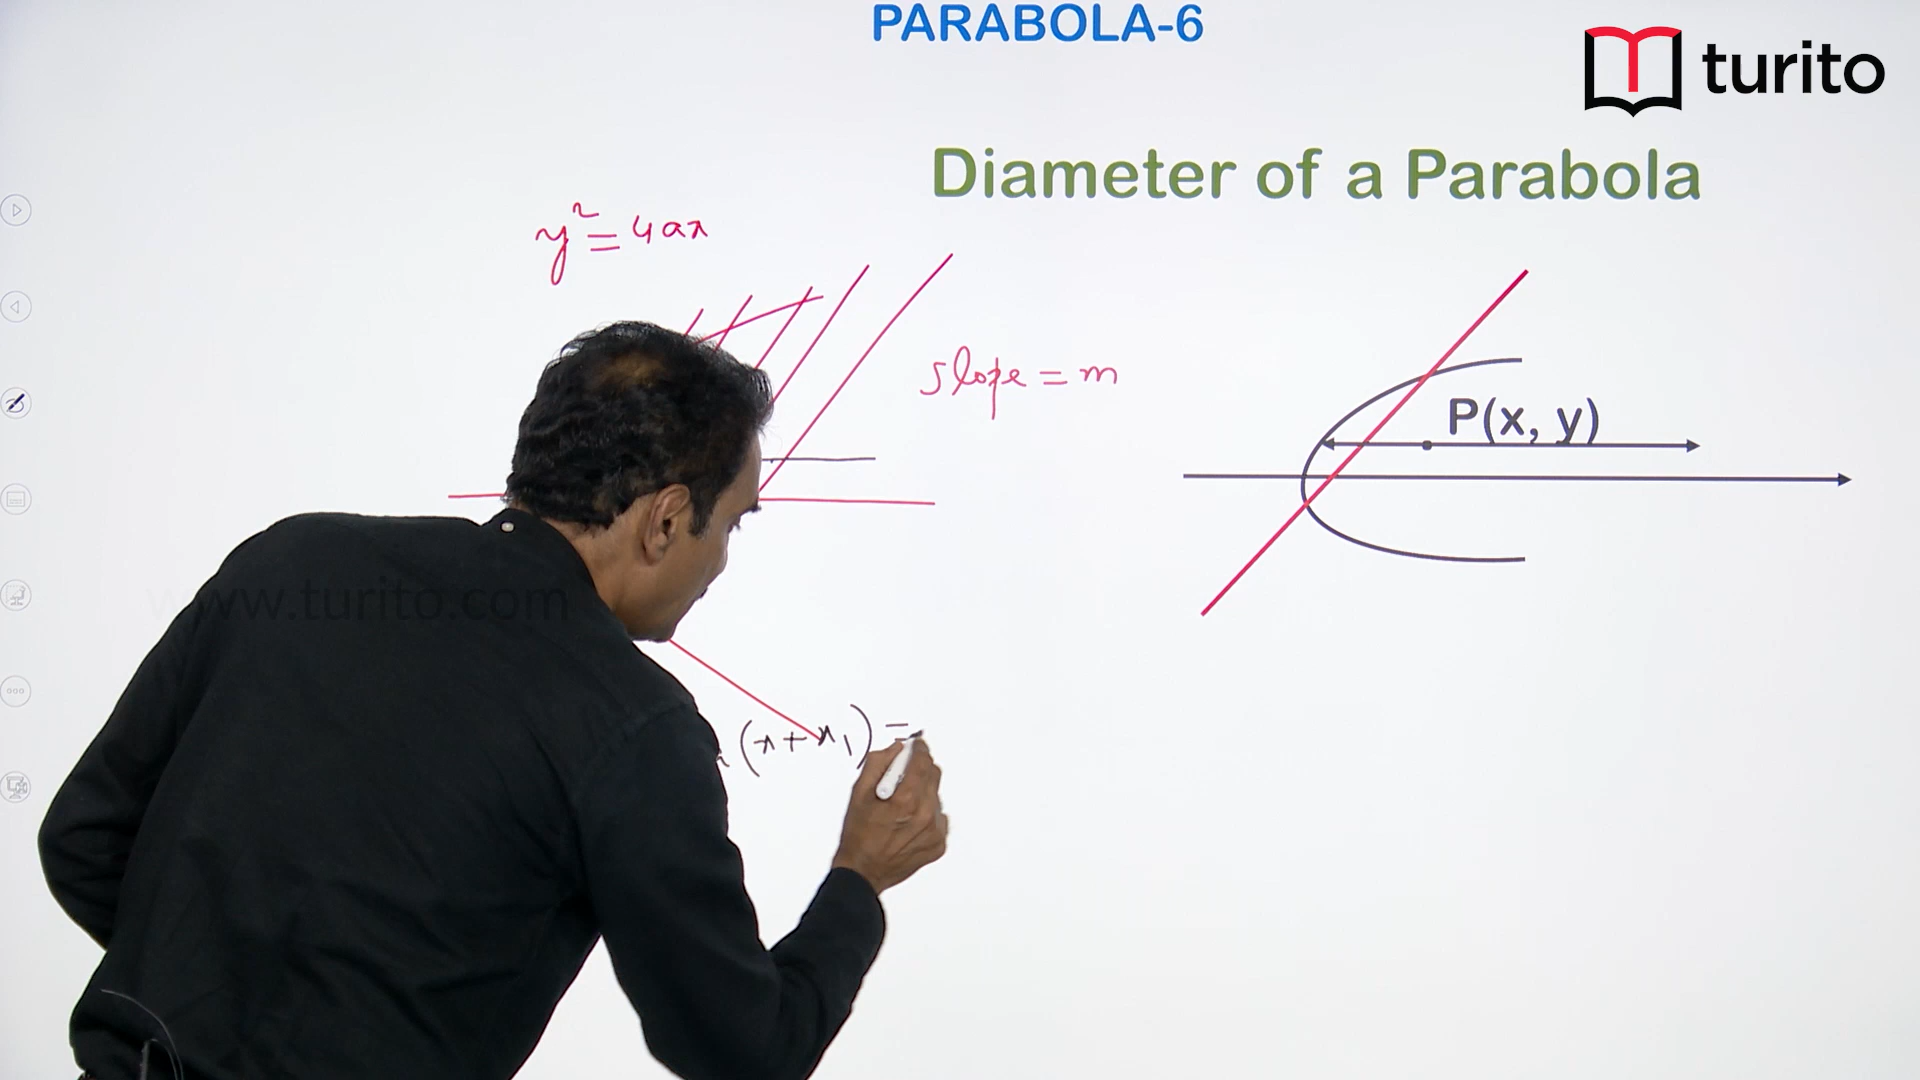 PARABOLA-6
turito
Diameter of a Parabola
y² = 4ax
slope = m
P(x, y)
www.turito.com
(x + x₁) =